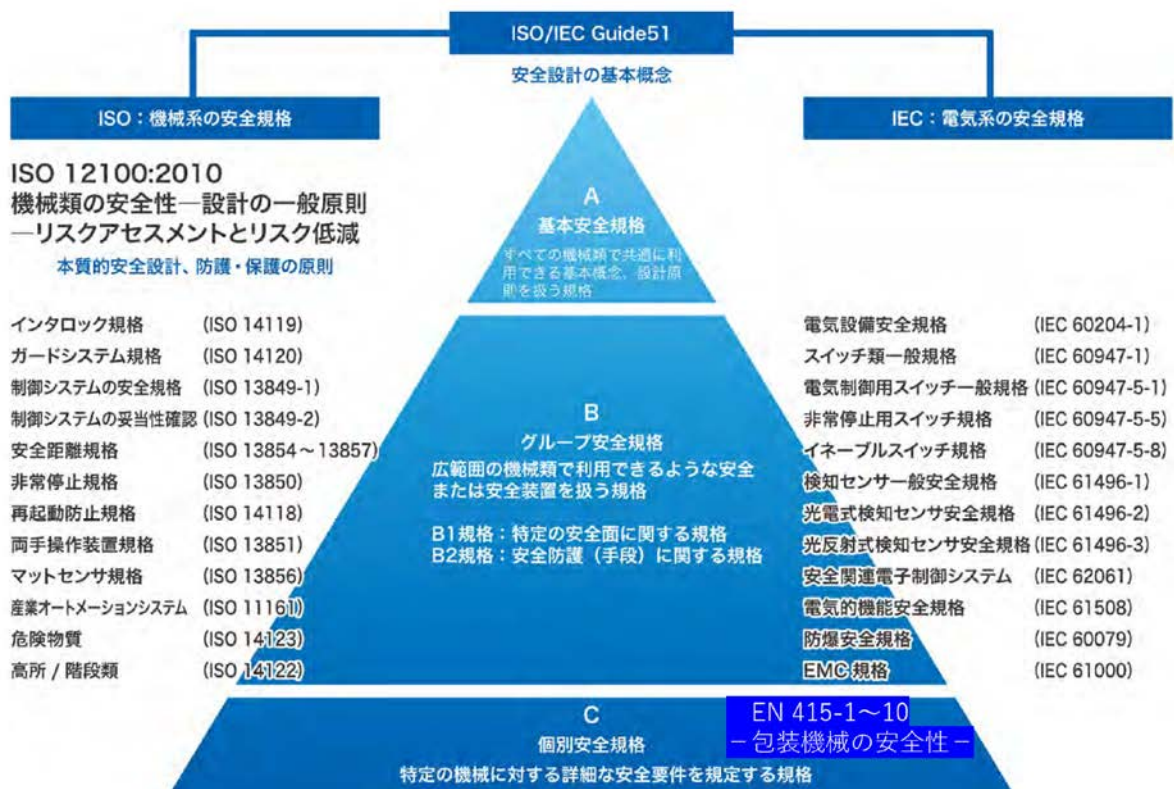 ISO/IEC Guide51
安全設計の基本概念
ISO：機械系の安全規格
IEC：電気系の安全規格
ISO 12100:2010
機械類の安全性―設計の一般原則
―リスクアセスメントとリスク低減
本質的安全設計、防護・保護の原則
A
基本安全規格
すべての機械類で共通に利
用できる基本概念、設計原
則を扱う規格
インタロック規格 (ISO 14119)
ガードシステム規格 (ISO 14120)
制御システムの安全規格 (ISO 13849-1)
制御システムの妥当性確認 (ISO 13849-2)
安全距離規格 (ISO 13854～13857)
非常停止規格 (ISO 13850)
再起動防止規格 (ISO 14118)
両手操作装置規格 (ISO 13851)
マットセンサ規格 (ISO 13856)
産業オートメーションシステム (ISO 11161)
危険物質 (ISO 14123)
高所 / 階段類 (ISO 14122)
B
グループ安全規格
広範囲の機械類で利用できるような安全
または安全装置を扱う規格
B1規格：特定の安全面に関する規格
B2規格：安全防護（手段）に関する規格
電気設備安全規格 (IEC 60204-1)
スイッチ類一般規格 (IEC 60947-1)
電気制御用スイッチ一般規格 (IEC 60947-5-1)
非常停止用スイッチ規格 (IEC 60947-5-5)
イネーブルスイッチ規格 (IEC 60947-5-8)
検知センサ一般安全規格 (IEC 61496-1)
光電式検知センサ安全規格 (IEC 61496-2)
光反射式検知センサ安全規格 (IEC 61496-3)
安全関連電子制御システム (IEC 62061)
電気的機能安全規格 (IEC 61508)
防爆安全規格 (IEC 60079)
EMC 規格 (IEC 61000)
C
個別安全規格
特定の機械に対する詳細な安全要件を規定する規格
EN 415-1～10
－包装機械の安全性－